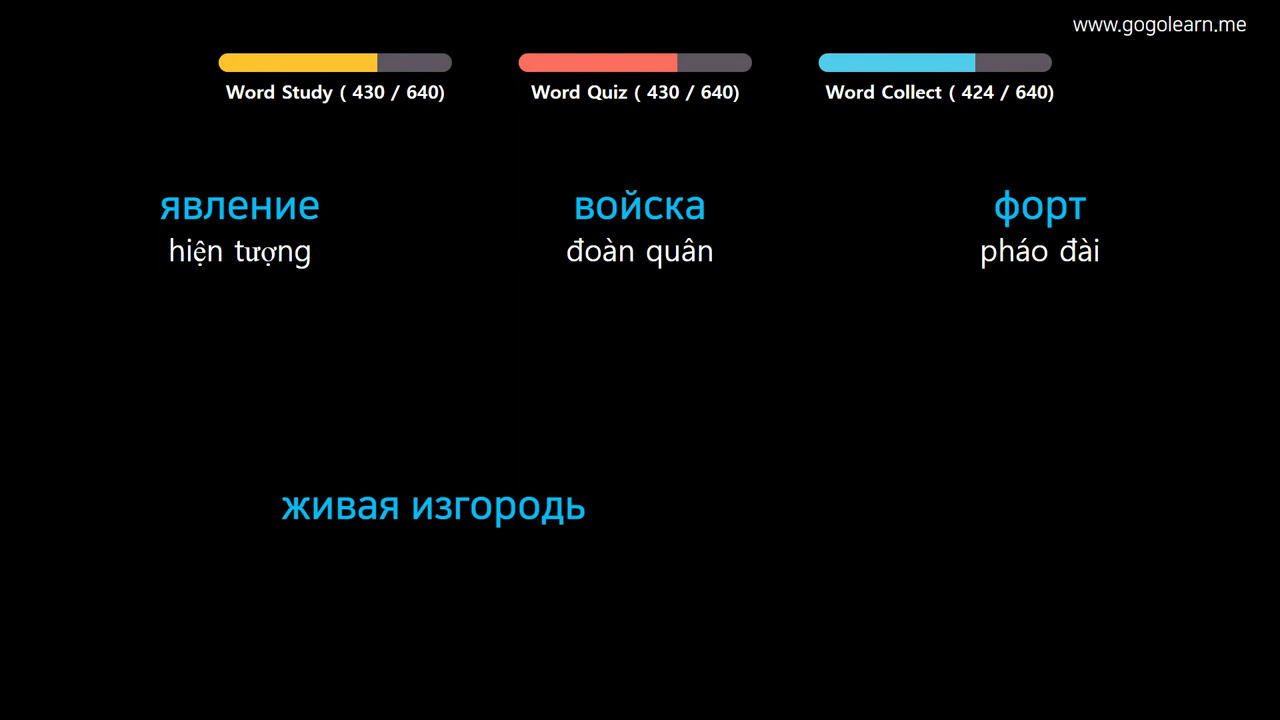 www.gogolearn.me
Word Study ( 430 / 640)
Word Quiz ( 430 / 640)
Word Collect ( 424 / 640)
явление
hiện tượng
войска
đoàn quân
форт
pháo đài
живая изгородь